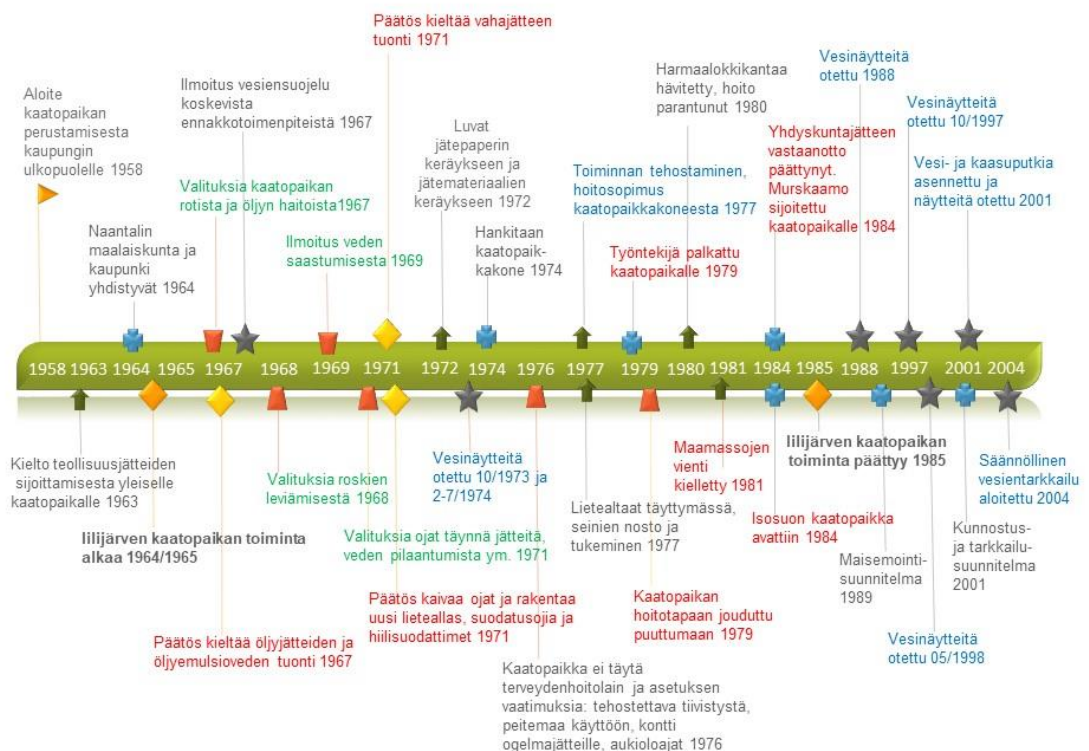 Päätös kieltää vahajätteen
tuonti 1971
Aloite
kaatopaikan
perustamisesta
kaupungin
ulkopuolelle 1958
Ilmoitus vesiensuojelu
koskevista
ennakkotoimenpiteistä 1967
Valituksia kaatopaikan
rotista ja öljyn haitoista1967
Naantalin
maalaiskunta ja
kaupunki
yhdistyvät 1964
Ilmoitus veden
saastumisesta 1969
Luvat
jätepaperin
keräykseen ja
jätemateriaalien
keräykseen 1972
Hankitaan
kaatopaik-
kakone 1974
Toiminnan tehostaminen,
hoitosopimus
kaatopaikkakoneesta 1977
Työntekijä palkattu
kaatopaikalle 1979
Harmaalokkikantaa
hävitetty, hoito
parantunut 1980
Yhdyskuntajätteen
vastaanotto
päättynyt.
Murskaamo
sijoitettu
kaatopaikalle 1984
Vesinäytteitä
otettu 1988
Vesinäytteitä
otettu 10/1997
Vesi- ja kaasuputkia
asennettu ja
näytteitä otettu 2001
1958 1963 1964 1965 1967 1968 1969 1971 1972 1974 1976 1977 1979 1980 1981 1984 1985 1988 1997 2001 2004
Kielto teollisuusjätteiden
sijoittamisesta yleiselle
kaatopaikalle 1963
Iilijärven kaatopaikan toiminta
alkaa 1964/1965
Päätös kieltää öljyjätteiden ja
öljyemulsioveden tuonti 1967
Valituksia roskien
leviämisestä 1968
Valituksia ojat täynnä jätteitä,
veden pilaantumista ym. 1971
Päätös kaivaa ojat ja rakentaa
uusi lieteallas, suodatusojia ja
hiilisuodattimet 1971
Vesinäytteitä
otettu 10/1973 ja
2-7/1974
Kaatopaikka ei täytä
terveydenhoitolain ja asetuksen
vaatimuksia: tehostettava tiivistystä,
peitemaa käyttöön, kontti
ogelmajätteille, aukioloajat 1976
Lietealtaat täyttymässä,
seinien nosto ja
tukeminen 1977
Kaatopaikan
hoitotapaan jouduttu
puuttumaan 1979
Maamassojen
vienti
kielletty 1981
Isosuon kaatopaikka
avattiin 1984
Iilijärven kaatopaikan
toiminta päättyy 1985
Maisemointi-
suunnitelma
1989
Vesinäytteitä
otettu 05/1998
Kunnostus-
ja tarkkailu-
suunnitelma
2001
Säännöllinen
vesientarkkailu
aloitettu 2004